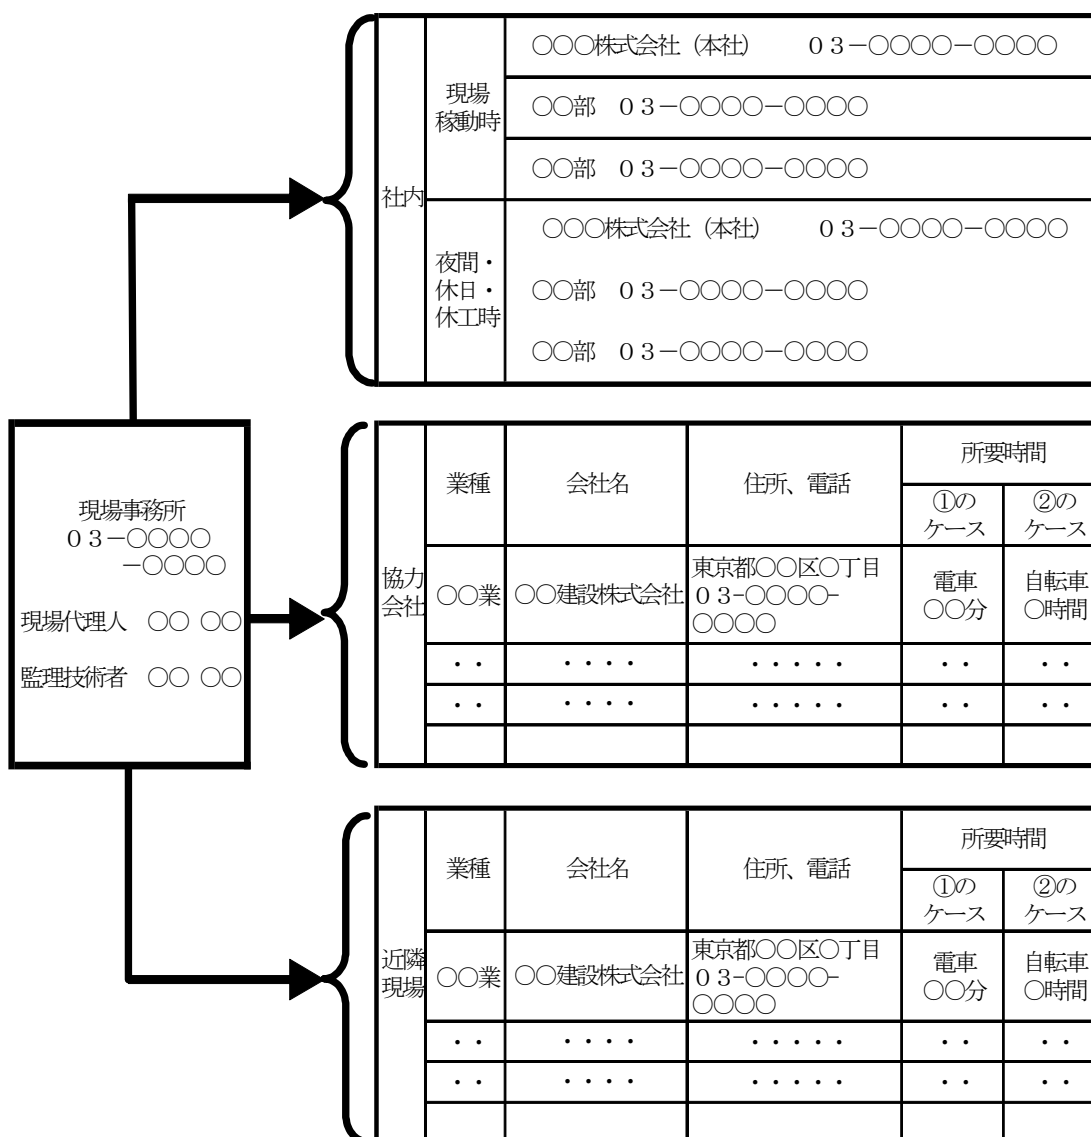 ○○○株式会社（本社）　　０３－○○○○－○○○○
現場
稼動時
○○部　０３－○○○○－○○○○
○○部　０３－○○○○－○○○○
社内
○○○株式会社（本社）　　０３－○○○○－○○○○
夜間・
休日・
休工時
○○部　０３－○○○○－○○○○
○○部　０３－○○○○－○○○○
現場事務所
０３－○○○○
－○○○○
現場代理人　○○ ○○
監理技術者　○○ ○○
協力
会社
業種
会社名
住所、電話
所要時間
①の
ケース
②の
ケース
○○業
○○建設株式会社
東京都○○区○丁目
０３-○○○○-
○○○○
電車
○○分
自転車
○時間
・・　・・・・　・・・・・　・・　・・
・・　・・・・　・・・・・　・・　・・
近隣
現場
業種
会社名
住所、電話
所要時間
①の
ケース
②の
ケース
○○業
○○建設株式会社
東京都○○区○丁目
０３-○○○○-
○○○○
電車
○○分
自転車
○時間
・・　・・・・　・・・・・　・・　・・
・・　・・・・　・・・・・　・・　・・